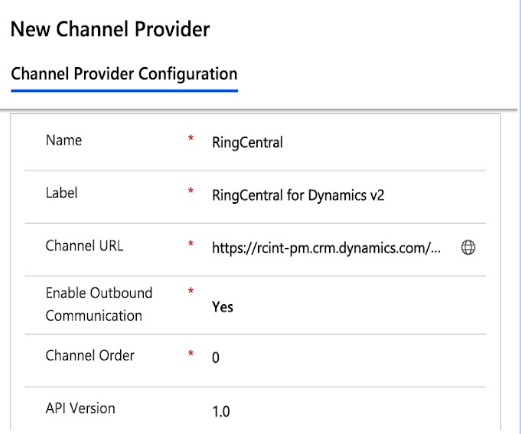 New Channel Provider
Channel Provider Configuration
Name * RingCentral
Label * RingCentral for Dynamics v2
Channel URL * https://rcint-pm.crm.dynamics.com/...
Enable Outbound * Yes
Communication
Channel Order * 0
API Version 1.0